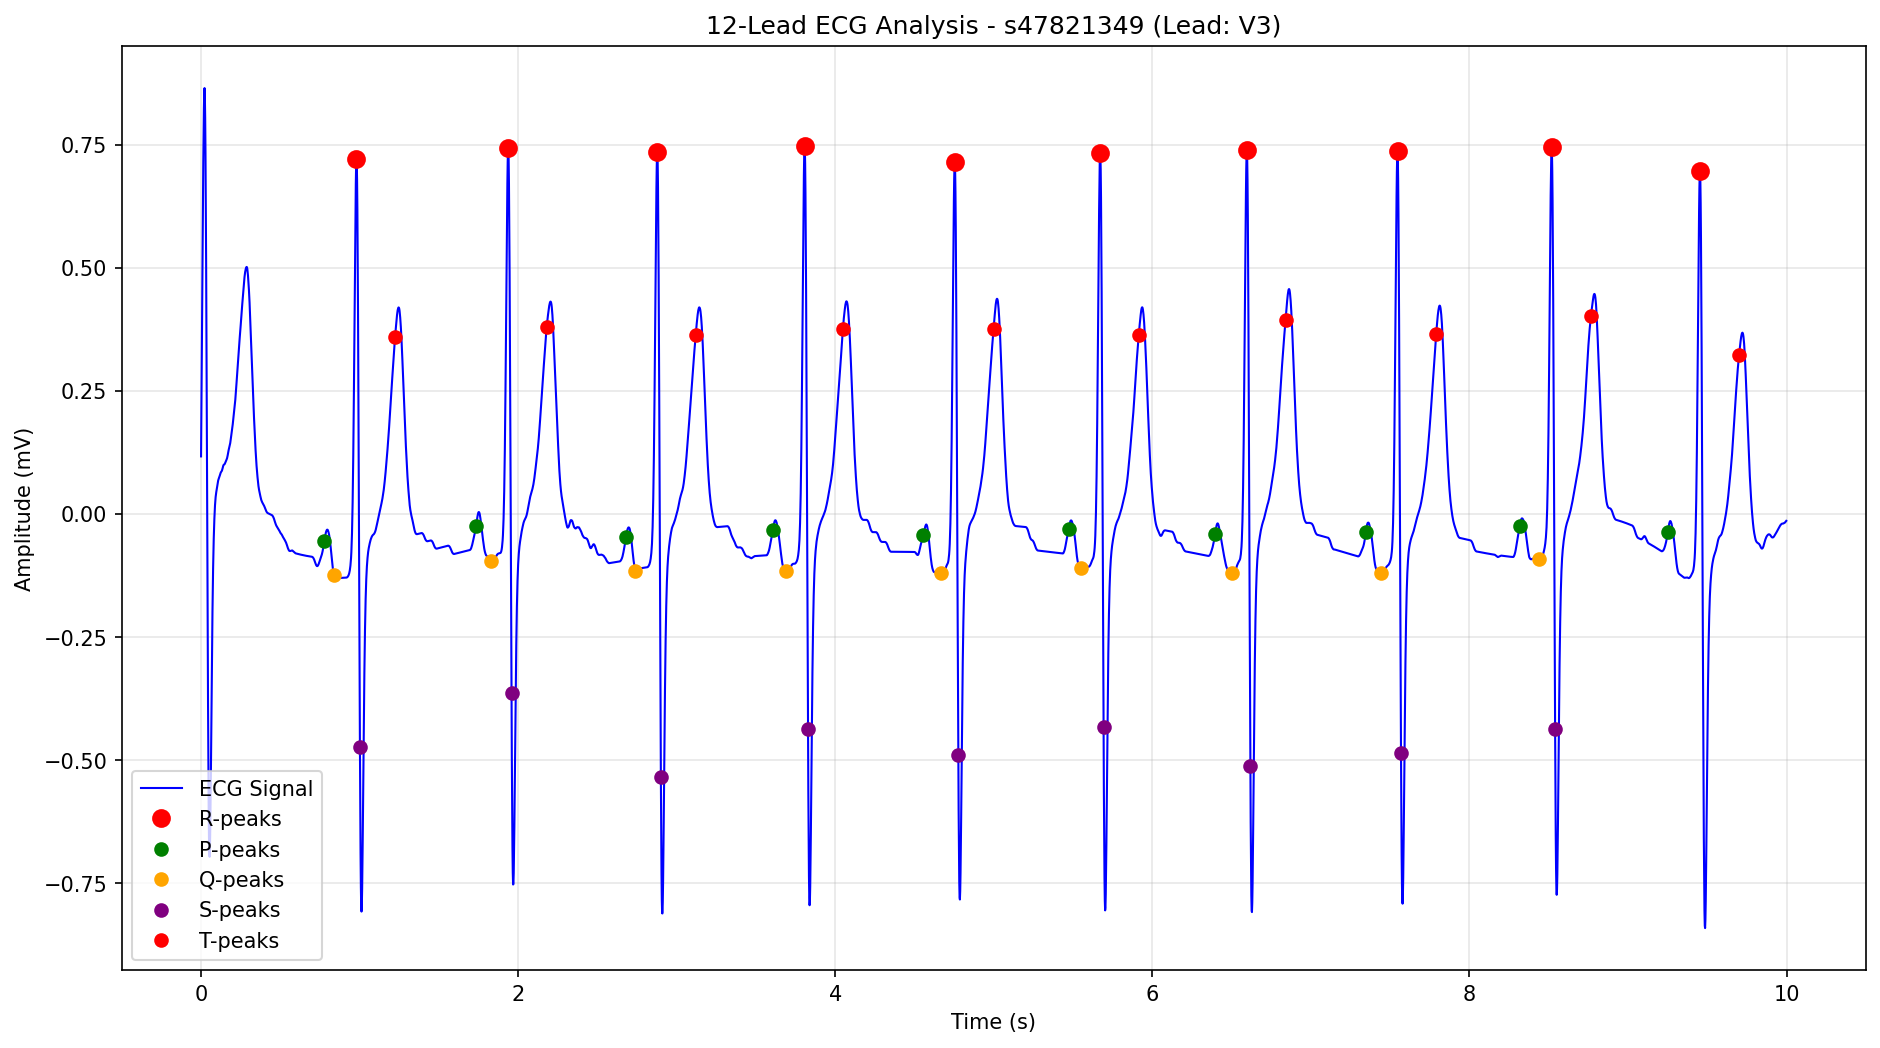 12-Lead ECG Analysis - s47821349 (Lead: V3)
Amplitude (mV)
0.75
0.50
0.25
0.00
−0.25
−0.50
−0.75
ECG Signal
R-peaks
P-peaks
Q-peaks
S-peaks
T-peaks
0 2 4 6 8 10
Time (s)